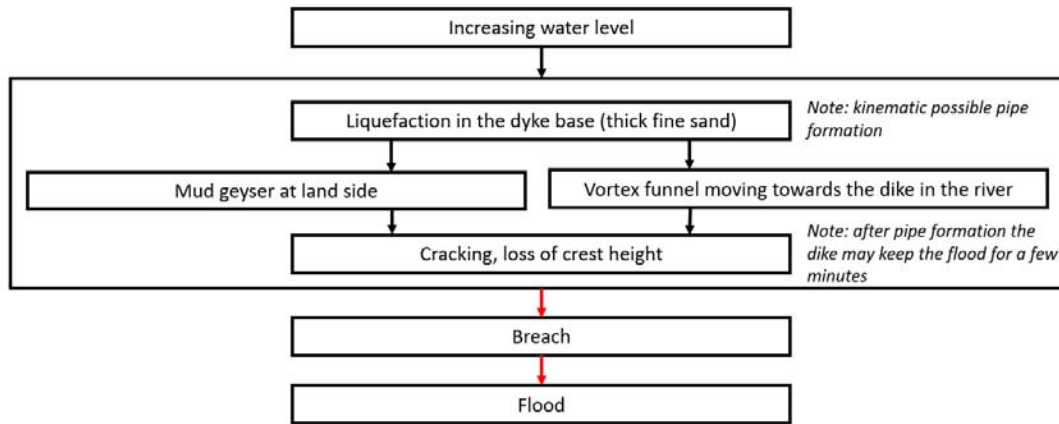 Increasing water level
Liquefaction in the dyke base (thick fine sand)
Note: kinematic possible pipe
formation
Mud geyser at land side
Vortex funnel moving towards the dike in the river
Cracking, loss of crest height
Note: after pipe formation the
dike may keep the flood for a few
minutes
Breach
Flood